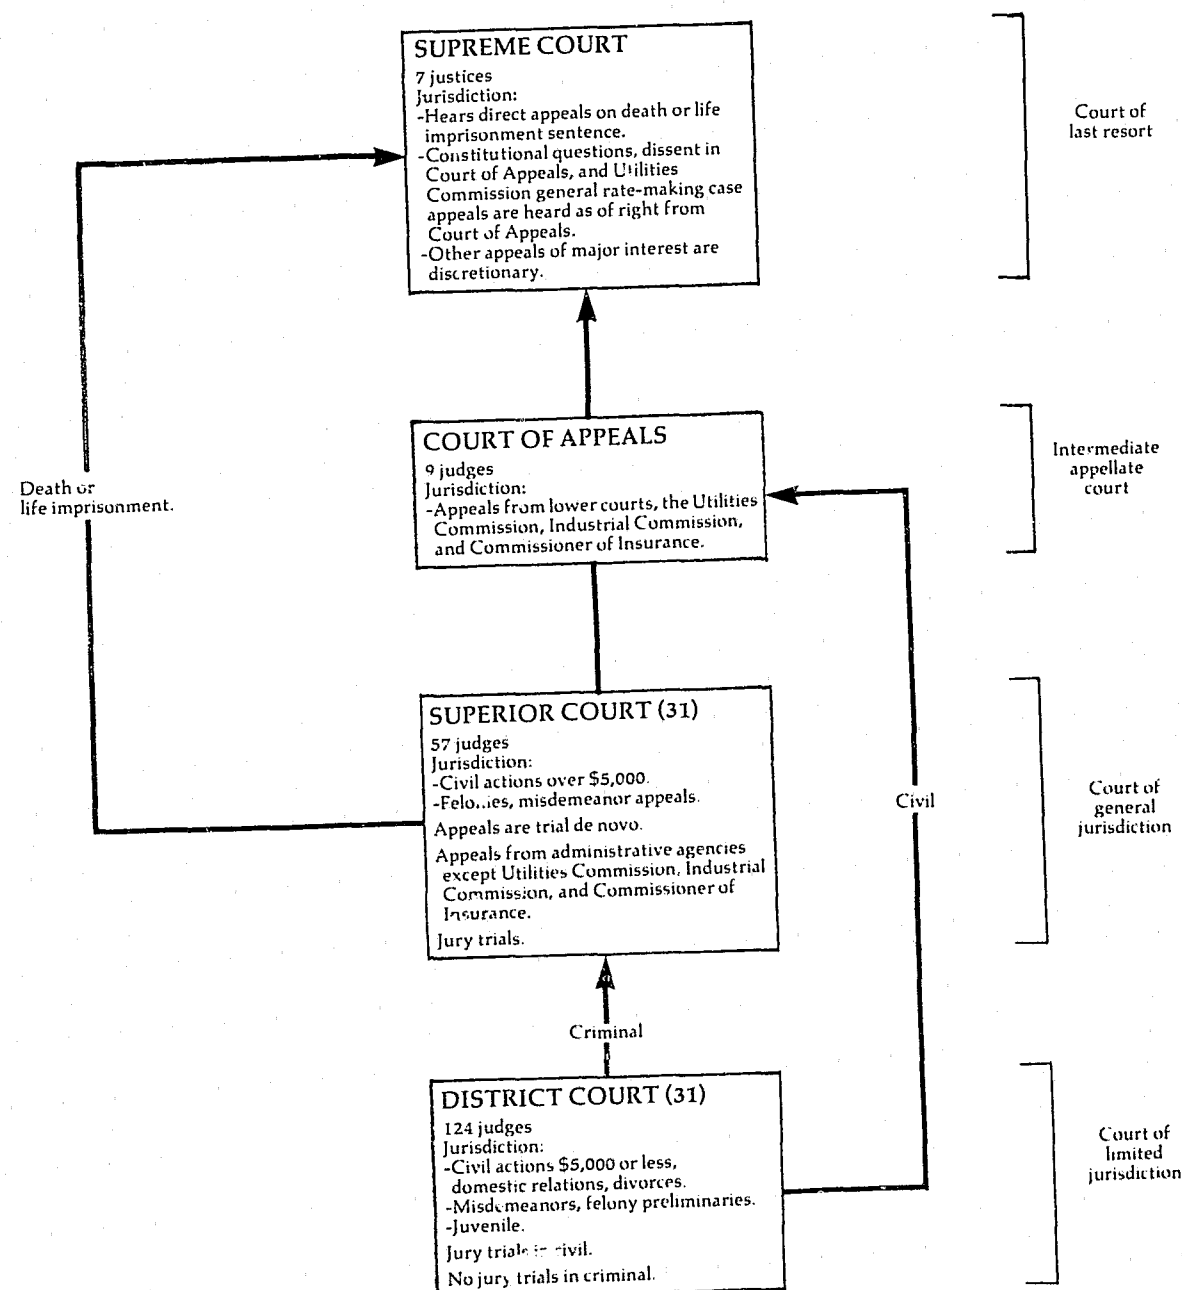 SUPREME COURT
7 justices
Jurisdiction:
-Hears direct appeals on death or life
imprisonment sentence.
-Constitutional questions, dissent in
Court of Appeals, and Utilities
Commission general rate-making case
appeals are heard as of right from
Court of Appeals.
-Other appeals of major interest are
discretionary.
Court of
last resort
COURT OF APPEALS
9 judges
Jurisdiction:
-Appeals from lower courts, the Utilities
Commission, Industrial Commission,
and Commissioner of Insurance.
Intermediate
appellate
court
Death or
life imprisonment.
SUPERIOR COURT (31)
57 judges
Jurisdiction:
-Civil actions over $5,000.
-Felonies, misdemeanor appeals.
Appeals are trial de novo.
Appeals from administrative agencies
except Utilities Commission, Industrial
Commission, and Commissioner of
Insurance.
Jury trials.
Civil
Court of
general
jurisdiction
Criminal
DISTRICT COURT (31)
124 judges
Jurisdiction:
-Civil actions $5,000 or less,
domestic relations, divorces.
-Misdemeanors, felony preliminaries.
-Juvenile.
Jury trials in civil.
No jury trials in criminal.
Court of
limited
jurisdiction